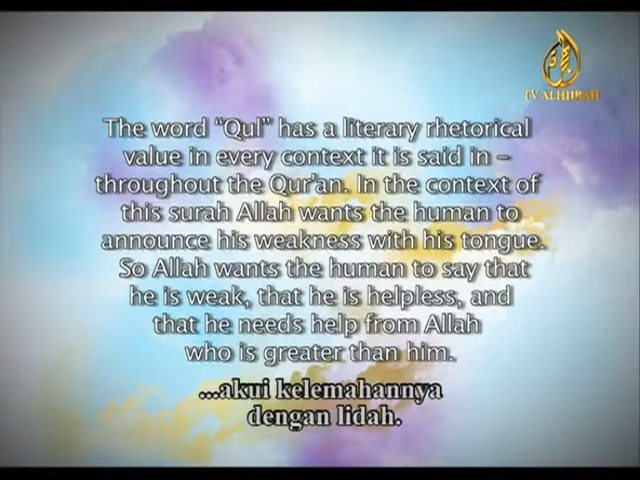 TV ALHIJRAH
The word “Qul” has a literary rhetorical
value in every context it is said in –
throughout the Qur'an. In the context of
this surah Allah wants the human to
announce his weakness with his tongue.
So Allah wants the human to say that
he is weak, that he is helpless, and
that he needs help from Allah
who is greater than him.
...akui kelemahannya
dengan lidah.